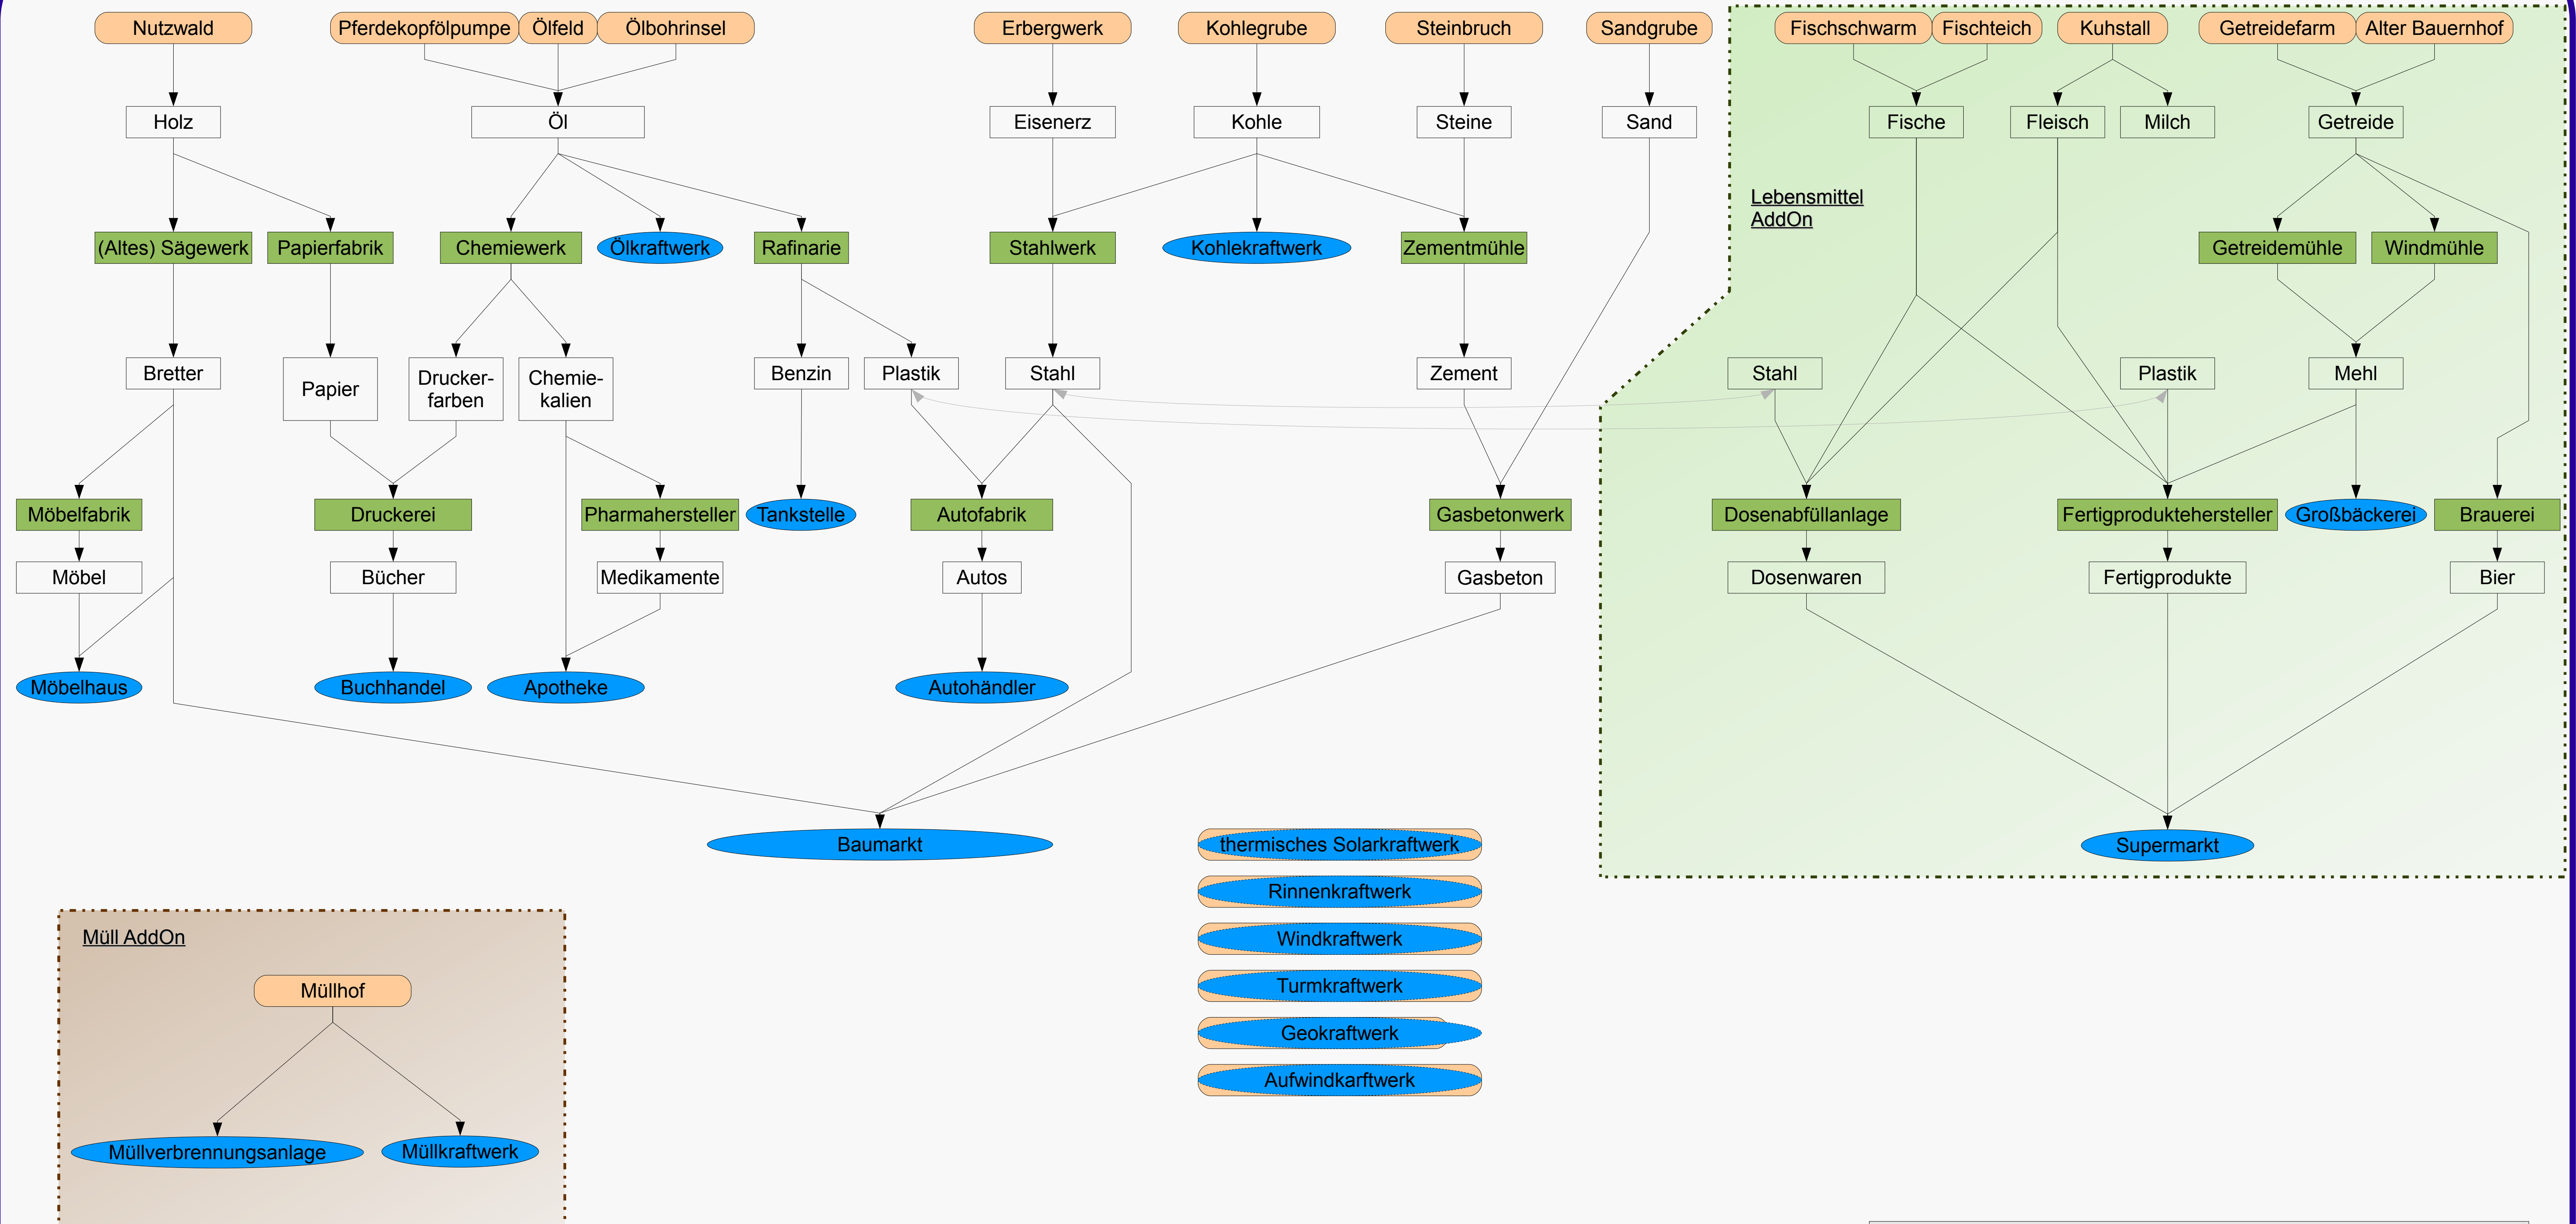 Nutzwald
Pferdekopfölpumpe
Ölfeld
Ölbohrinsel
Erbergwerk
Kohlegrube
Steinbruch
Sandgrube
Fischschwarm
Fischteich
Kuhstall
Getreidefarm
Alter Bauernhof
Holz
Öl
Eisenerz
Kohle
Steine
Sand
Fische
Fleisch
Milch
Getreide
Lebensmittel
AddOn
(Altes) Sägewerk
Papierfabrik
Chemiewerk
Ölkraftwerk
Rafinarie
Stahlwerk
Kohlekraftwerk
Zementmühle
Getreidemühle
Windmühle
Bretter
Papier
Drucker-
farben
Chemie-
kalien
Benzin
Plastik
Stahl
Zement
Stahl
Plastik
Mehl
Möbelfabrik
Druckerei
Pharmahersteller
Tankstelle
Autofabrik
Gasbetonwerk
Dosenabfüllanlage
Fertigproduktehersteller
Großbäckerei
Brauerei
Möbel
Bücher
Medikamente
Autos
Gasbeton
Dosenwaren
Fertigprodukte
Bier
Möbelhaus
Buchhandel
Apotheke
Autohändler
Baumarkt
thermisches Solarkraftwerk
Supermarkt
Rinnenkraftwerk
Müll AddOn
Windkraftwerk
Müllhof
Turmkraftwerk
Geokraftwerk
Aufwindkarftwerk
Müllverbrennungsanlage
Müllkraftwerk